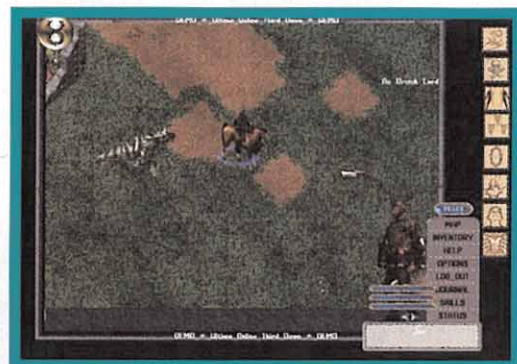 DEMO * Ultima Online Third Dawn * DEMO
An Orcish Lord
PEACE
MAP
INVENTORY
HELP
OPTIONS
LOG OUT
JOURNAL
SKILLS
STATUS
DEMO * Ultima Online Third Dawn * DEMO